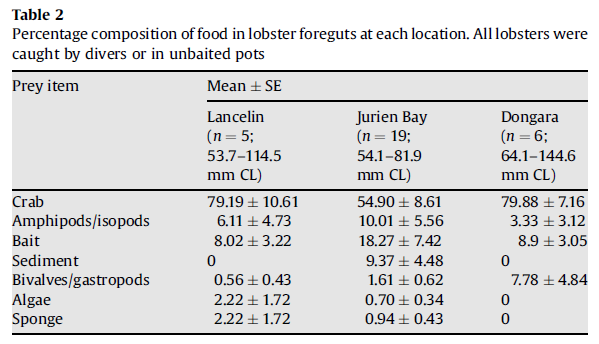 Table 2
Percentage composition of food in lobster foreguts at each location. All lobsters were
caught by divers or in unbaited pots
Prey item Mean ± SE
Lancelin Jurien Bay Dongara
(n = 5; (n = 19; (n = 6;
53.7–114.5 54.1–81.9 64.1–144.6
mm CL) mm CL) mm CL)
Crab 79.19 ± 10.61 54.90 ± 8.61 79.88 ± 7.16
Amphipods/isopods 6.11 ± 4.73 10.01 ± 5.56 3.33 ± 3.12
Bait 8.02 ± 3.22 18.27 ± 7.42 8.9 ± 3.05
Sediment 0 9.37 ± 4.48 0
Bivalves/gastropods 0.56 ± 0.43 1.61 ± 0.62 7.78 ± 4.84
Algae 2.22 ± 1.72 0.70 ± 0.34 0
Sponge 2.22 ± 1.72 0.94 ± 0.43 0